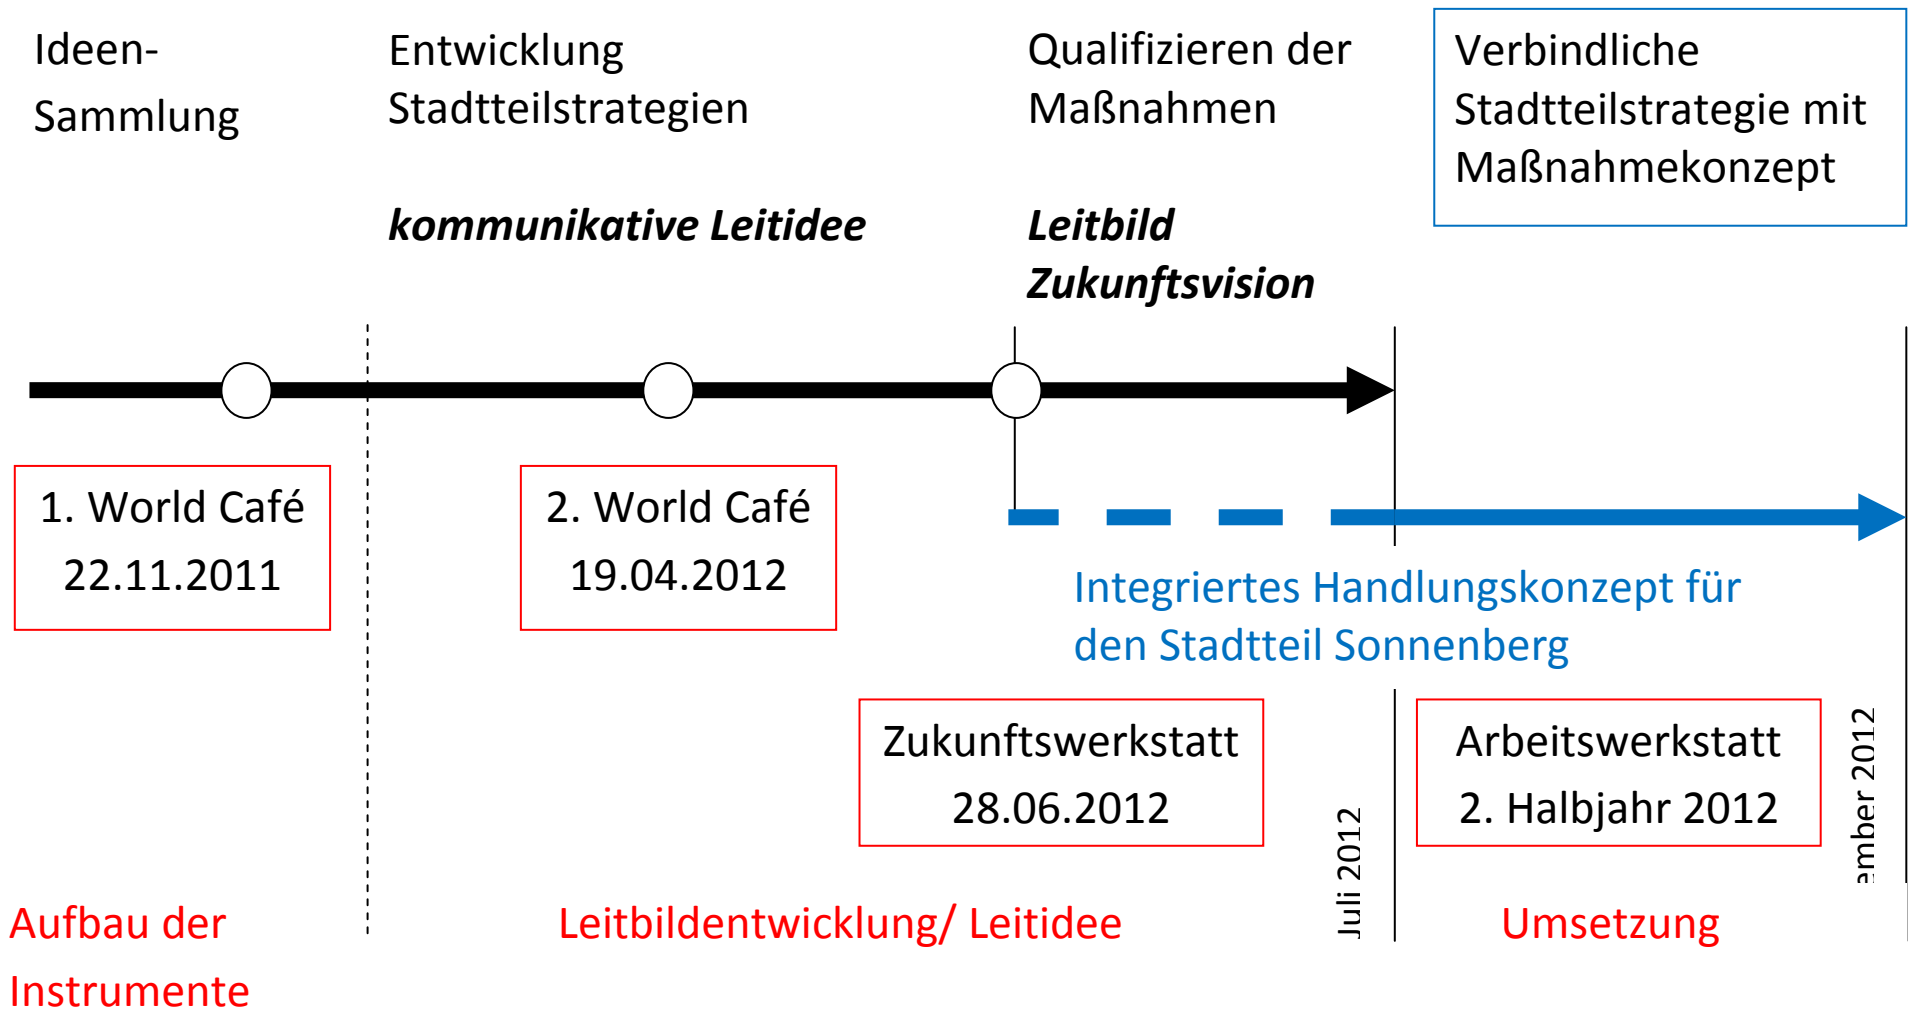 Ideen-
Sammlung
Entwicklung
Stadtteilstrategien
kommunikative Leitidee
Qualifizieren der
Maßnahmen
Leitbild
Zukunftsvision
Verbindliche
Stadtteilstrategie mit
Maßnahmekonzept
1. World Café
22.11.2011
2. World Café
19.04.2012
Integriertes Handlungskonzept für
den Stadtteil Sonnenberg
Zukunftswerkstatt
28.06.2012
Juli 2012
Arbeitswerkstatt
2. Halbjahr 2012
2012
Aufbau der
Instrumente
Leitbildentwicklung/ Leitidee
Umsetzung